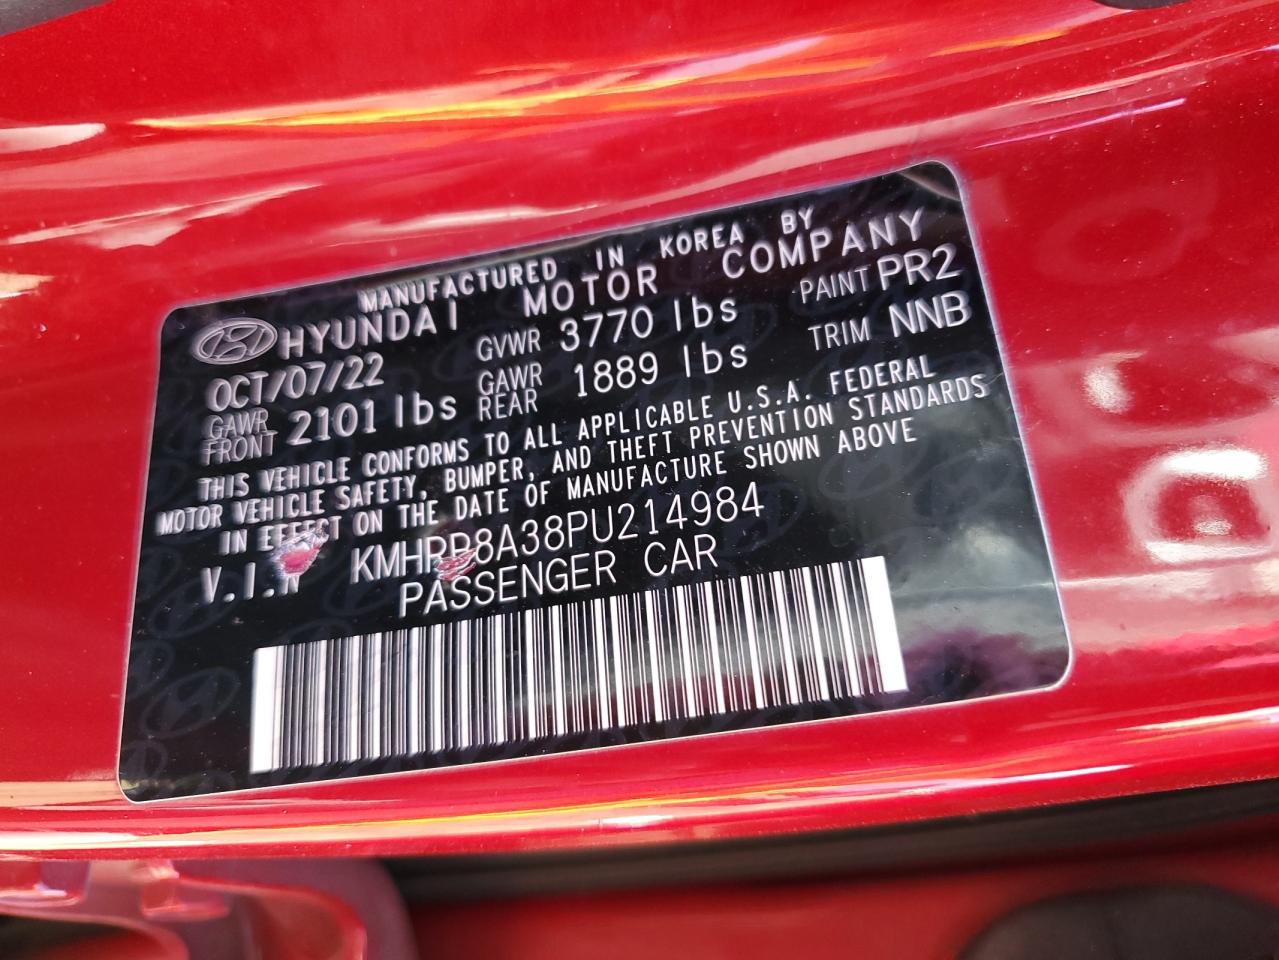 MANUFACTURED IN KOREA BY
HYUNDAI MOTOR COMPANY
OCT/07/22 GVWR 3770 lbs PAINT PR2
GAWR FRONT 2101 lbs GAWR REAR 1889 lbs TRIM NNB
THIS VEHICLE CONFORMS TO ALL APPLICABLE U.S.A. FEDERAL
MOTOR VEHICLE SAFETY, BUMPER, AND THEFT PREVENTION STANDARDS
IN EFFECT ON THE DATE OF MANUFACTURE SHOWN ABOVE
V.I.N KMHRB8A38PU214984
PASSENGER CAR